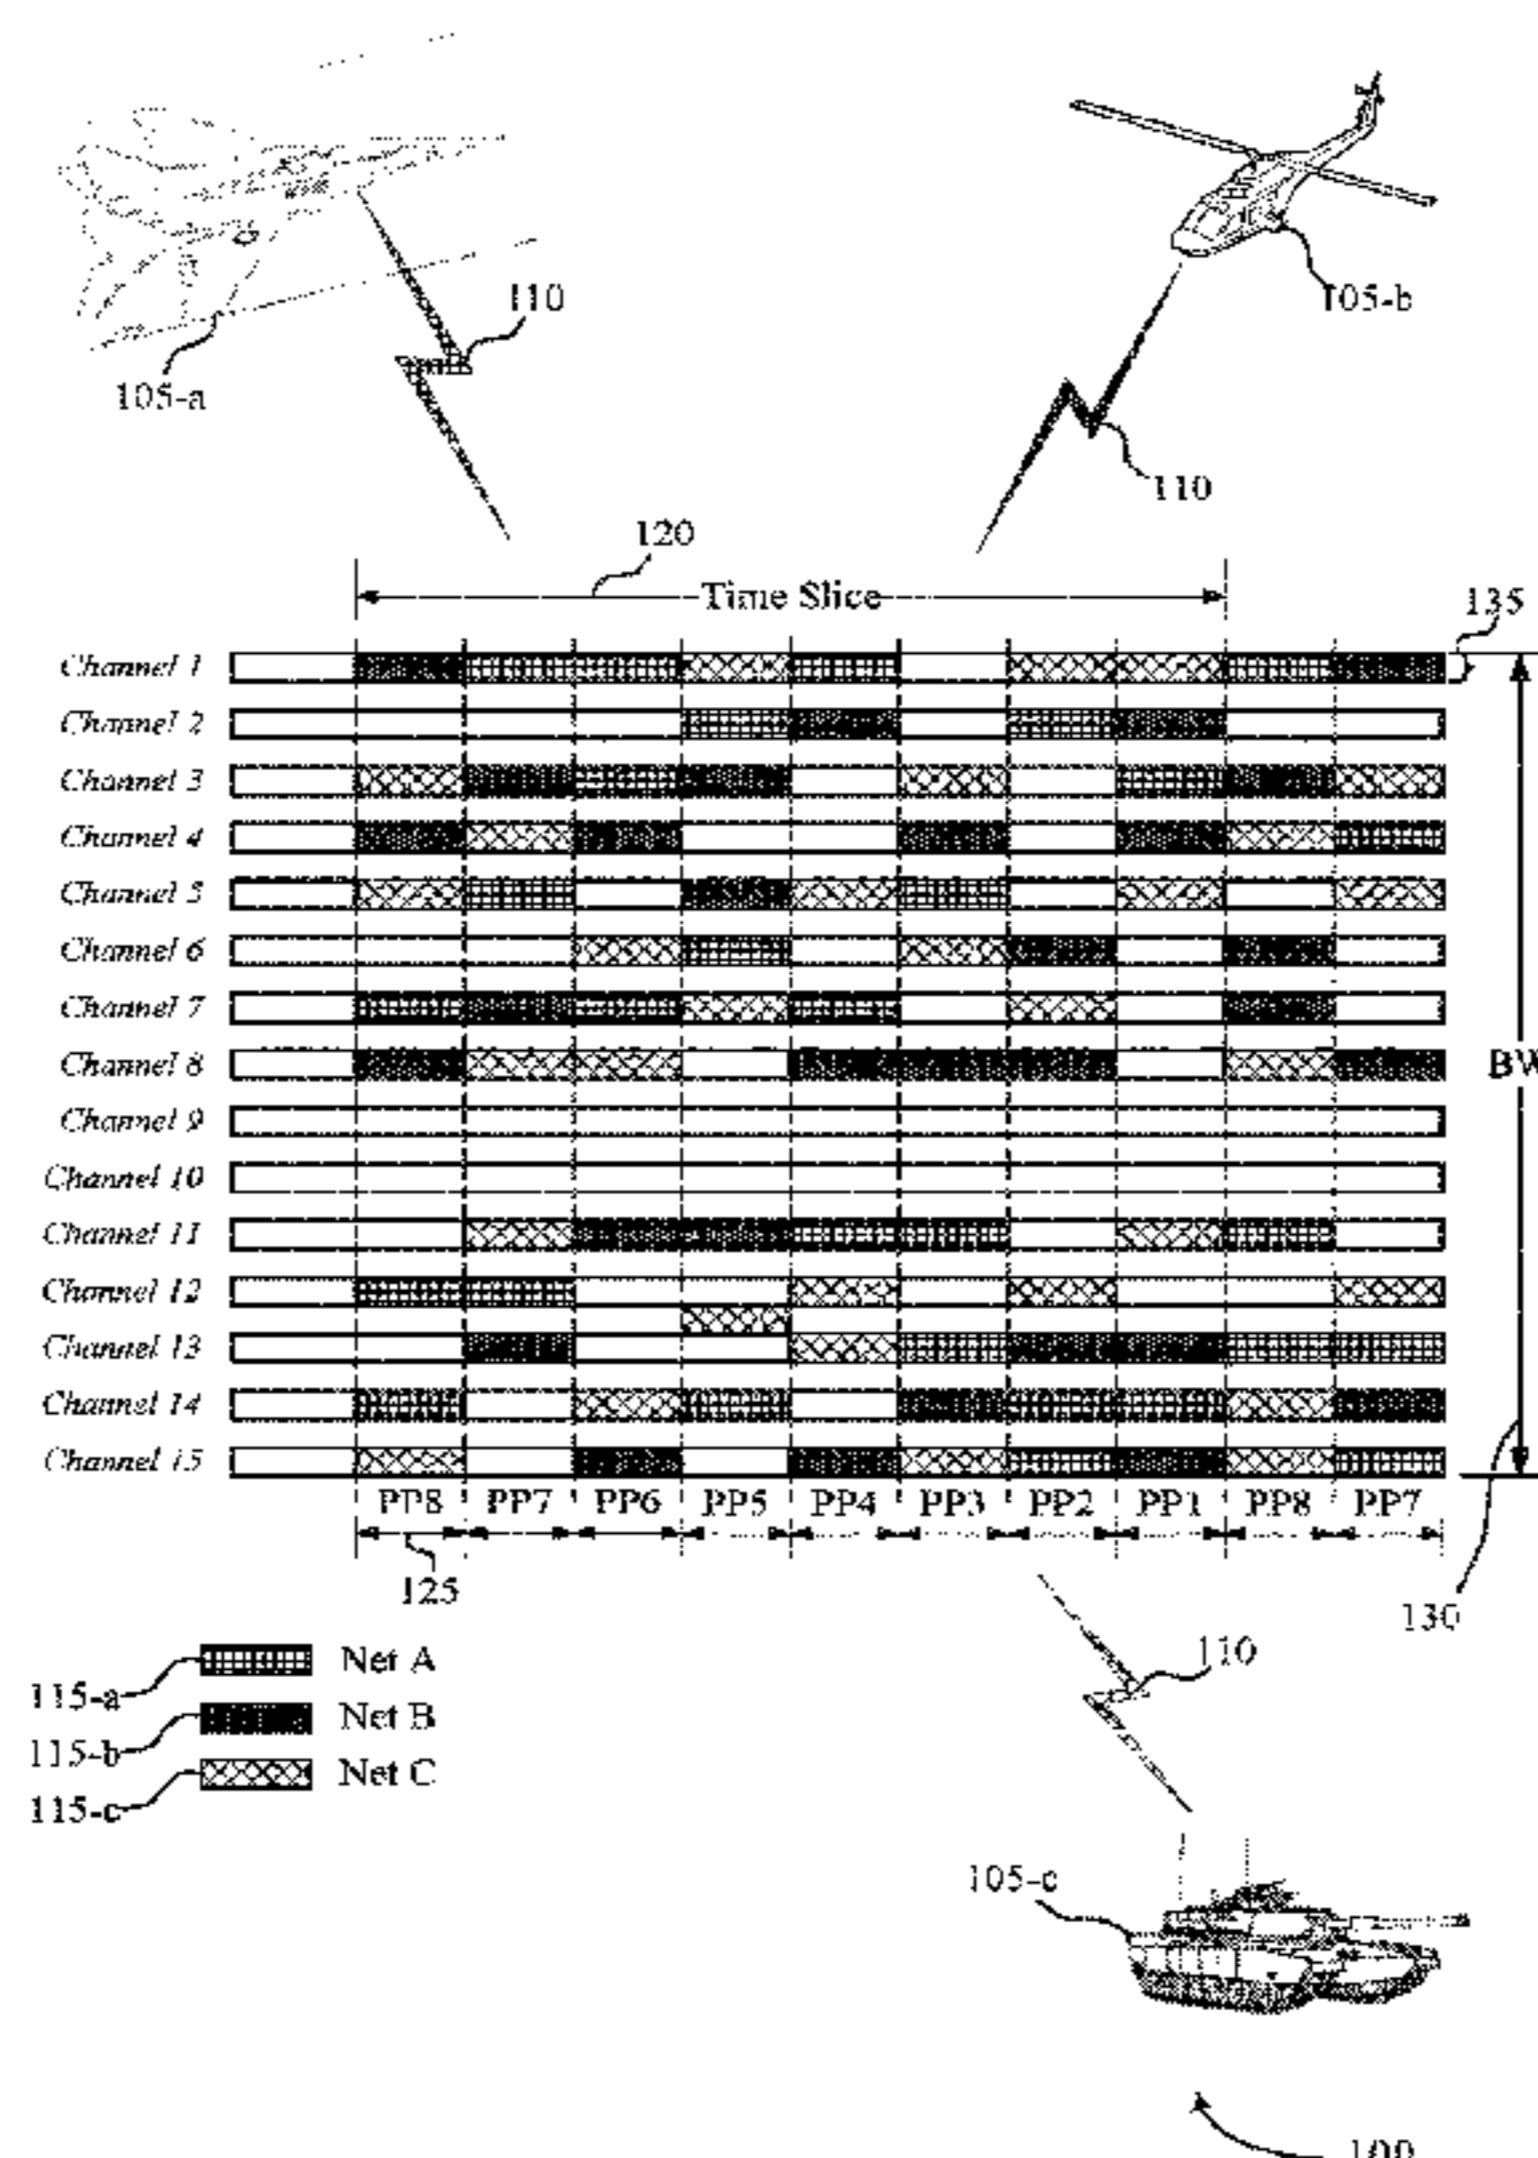 110
105-b
105-a
110
120
Time Slice
135
Channel 1
Channel 2
Channel 3
Channel 4
Channel 5
Channel 6
Channel 7
Channel 8
BW
Channel 9
Channel 10
Channel 11
Channel 12
Channel 13
Channel 14
Channel 15
PP8 PP7 PP6 PP5 PP4 PP3 PP2 PP1 PP8 PP7
125
130
Net A
110
115-a
Net B
115-b
Net C
115-c
105-c
100